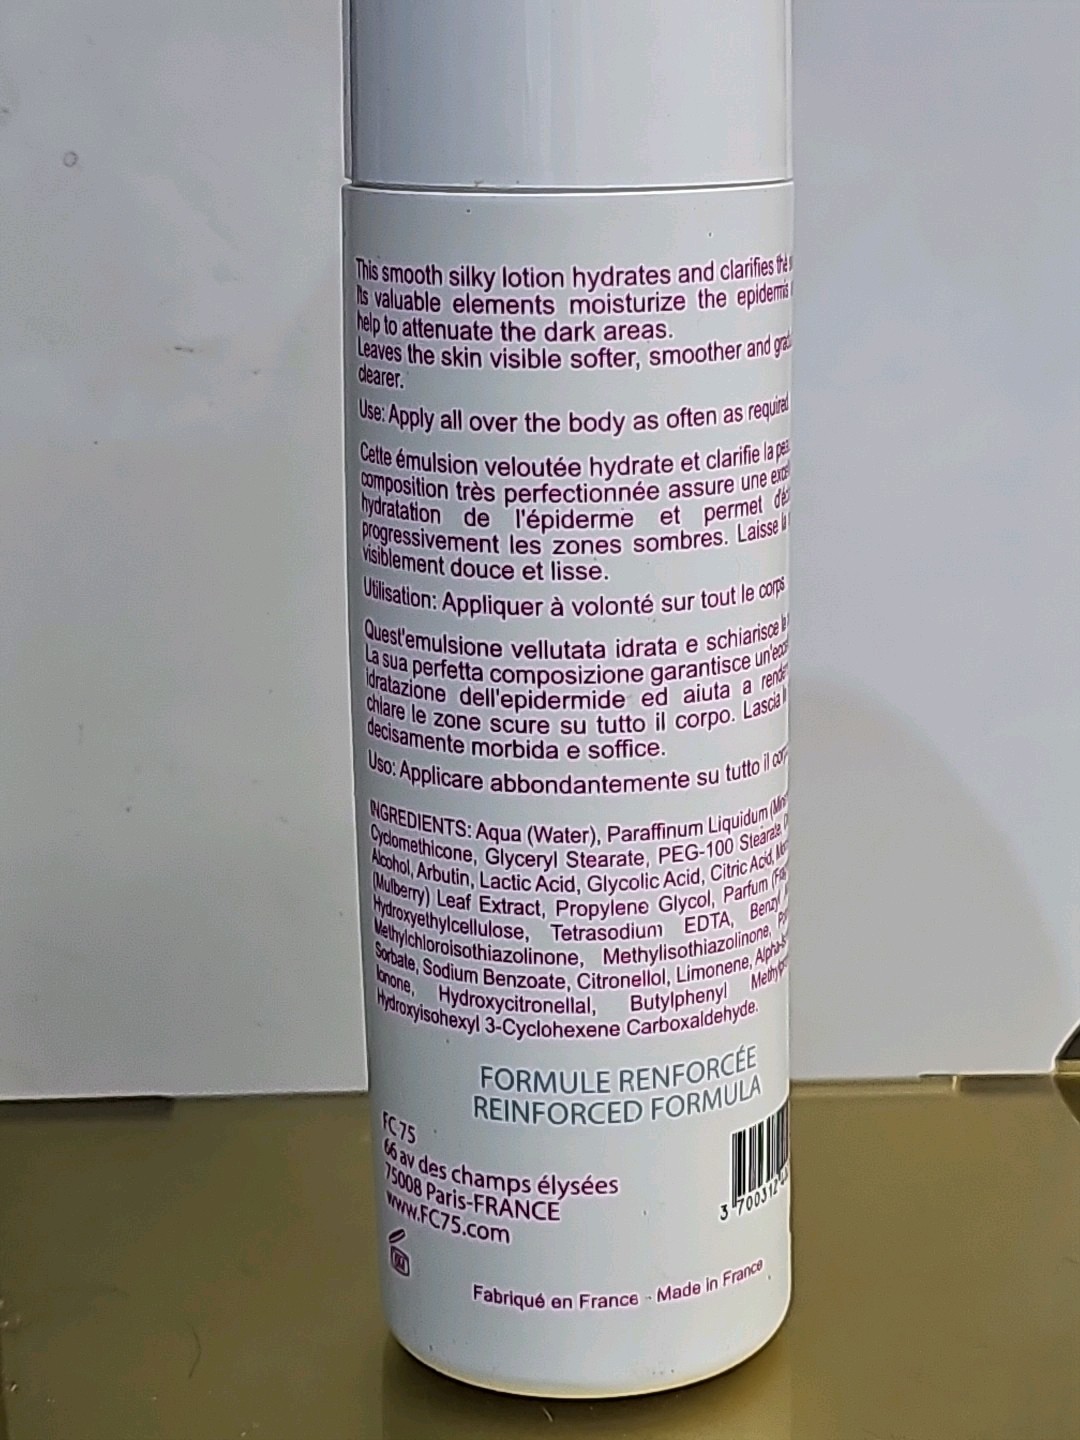 This smooth silky lotion hydrates and clarifies the
Its valuable elements moisturize the epidermis
help to attenuate the dark areas.
Leaves the skin visible softer, smoother and
clearer.
Use: Apply all over the body as often as required
Cette émulsion veloutée hydrate et clarifie la
composition très perfectionnée assure une
hydratation de l'épiderme et permet
progressivement les zones sombres. Laisse
visiblement douce et lisse.
Utilisation: Appliquer à volonté sur tout le corps
Quest'emulsione vellutata idrata e schiarisce
La sua perfetta composizione garantisce
idratazione dell'epidermide ed aiuta a
chiare le zone scure su tutto il corpo. Lascia
decisamente morbida e soffice.
Uso: Applicare abbondantemente su tutto il
INGREDIENTS: Aqua (Water), Paraffinum Liquidum
Cyclomethicone, Glyceryl Stearate, PEG-100 Stearate,
Alcohol, Arbutin, Lactic Acid, Glycolic Acid, Citric Acid,
(Mulberry) Leaf Extract, Propylene Glycol, Parfum
Hydroxyethylcellulose, Tetrasodium EDTA, Benzyl
Methylchloroisothiazolinone, Methylisothiazolinone,
Sorbate, Sodium Benzoate, Citronellol, Limonene,
Ionone, Hydroxycitronellal, Butylphenyl
Hydroxyisohexyl 3-Cyclohexene Carboxaldehyde.
FORMULE RENFORCÉE
REINFORCED FORMULA
FC75
66 av des champs élysées
75008 Paris-FRANCE
www.FC75.com
3 700312
Fabriqué en France - Made in France